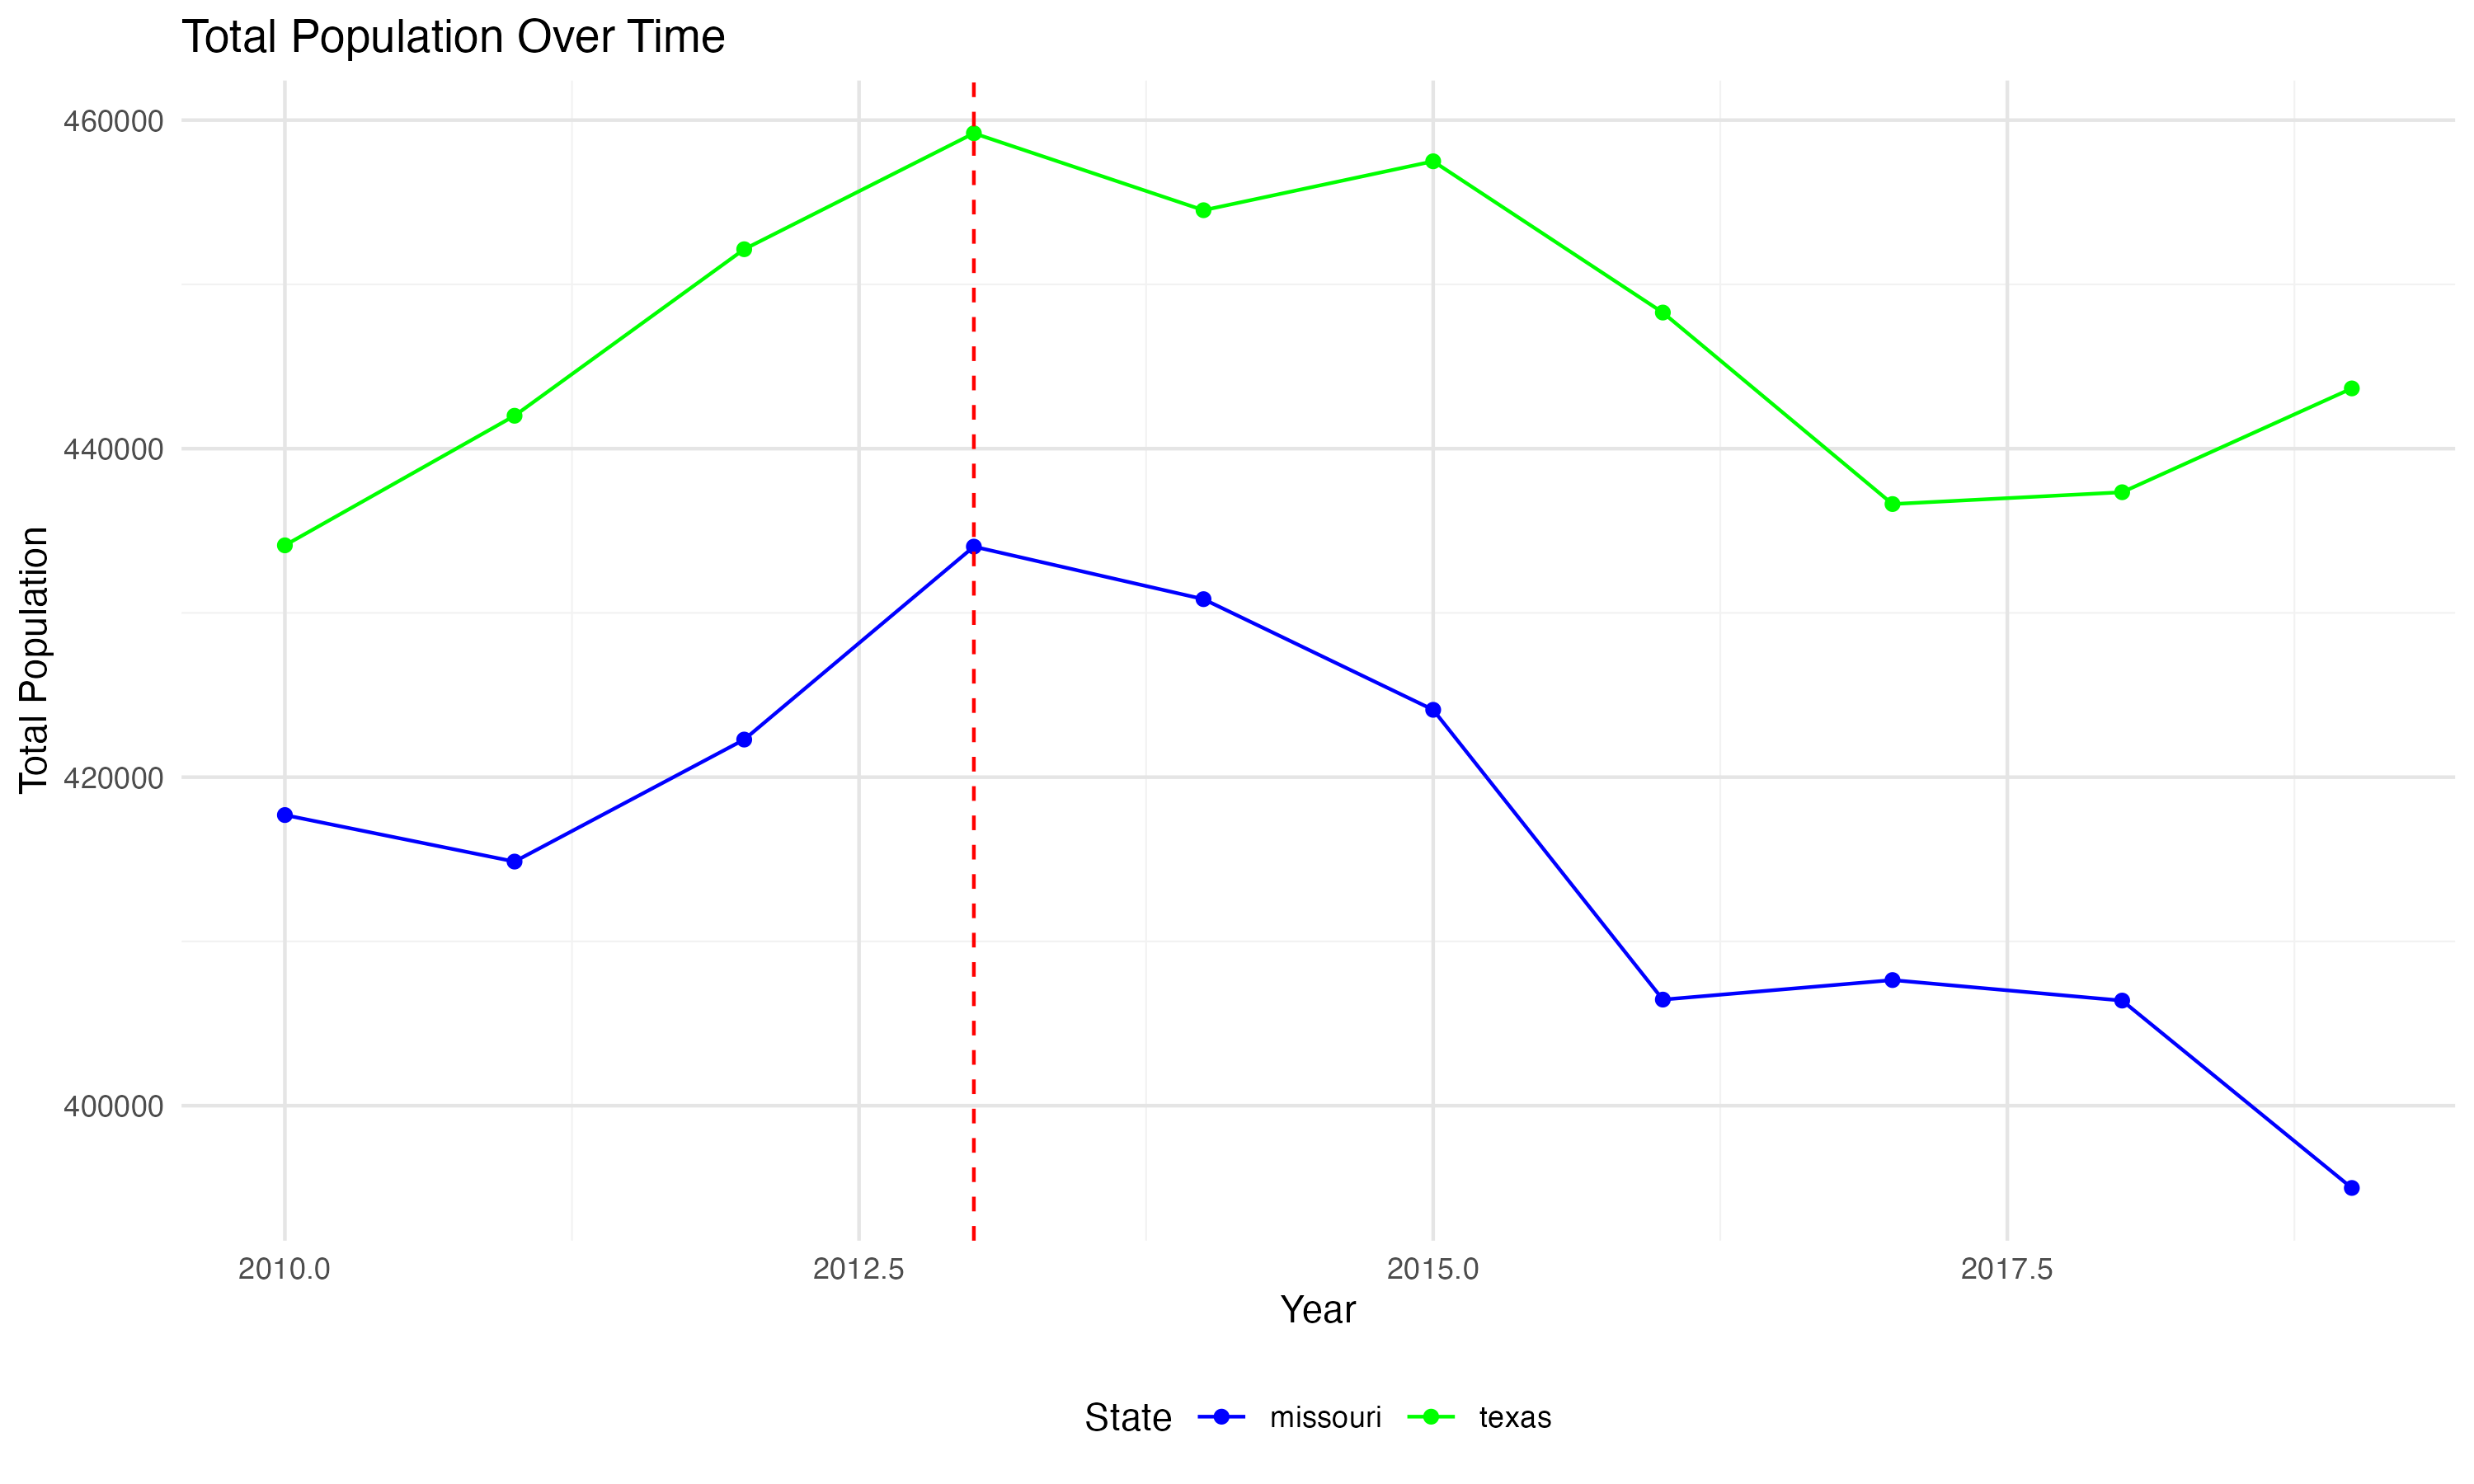 Total Population Over Time
Total Population
460000
440000
420000
400000
2010.0 2012.5 2015.0 2017.5
Year
State missouri texas